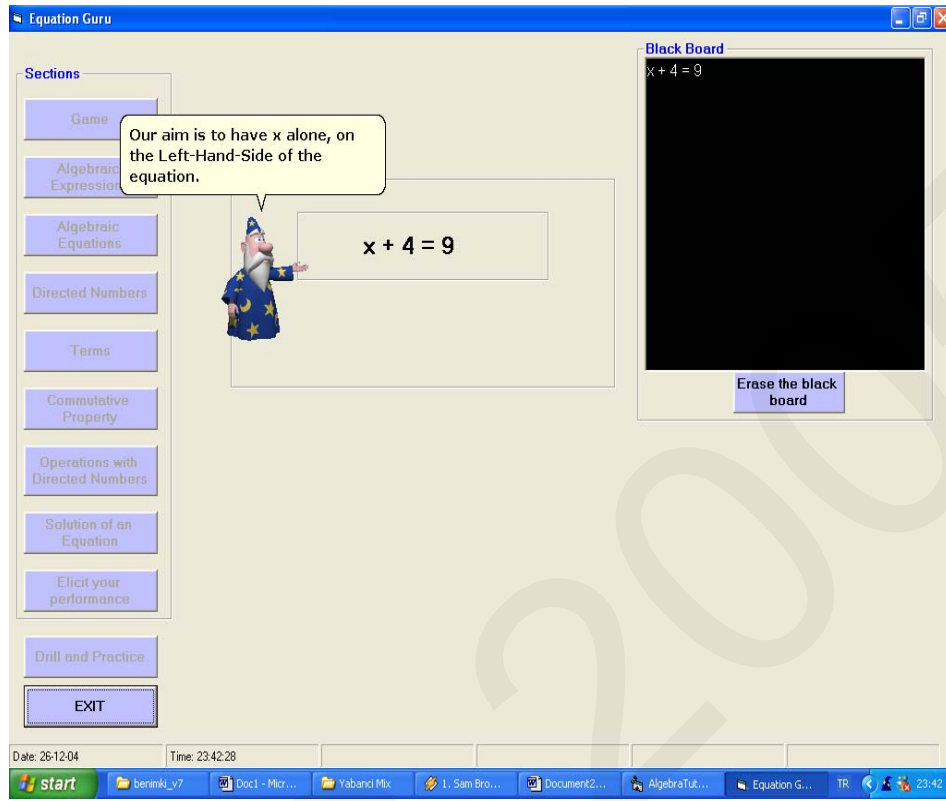 Equation Guru
Black Board
x + 4 = 9
Sections
Game
Our aim is to have x alone, on
the Left-Hand-Side of the
equation.
Algebraic
Expression
x + 4 = 9
Algebraic
Equations
Directed Numbers
Terms
Erase the black
board
Commutative
Property
Operations with
Directed Numbers
Solution of an
Equation
Elicit your
performance
Drill and Practice
EXIT
Date: 26-12-04
Time: 23:42:28
start
benimki_v7
Doc1 - Micr...
Yabanci Mix
1. Sam Bro...
Document2...
AlgebraTut...
Equation G...
TR
23:42